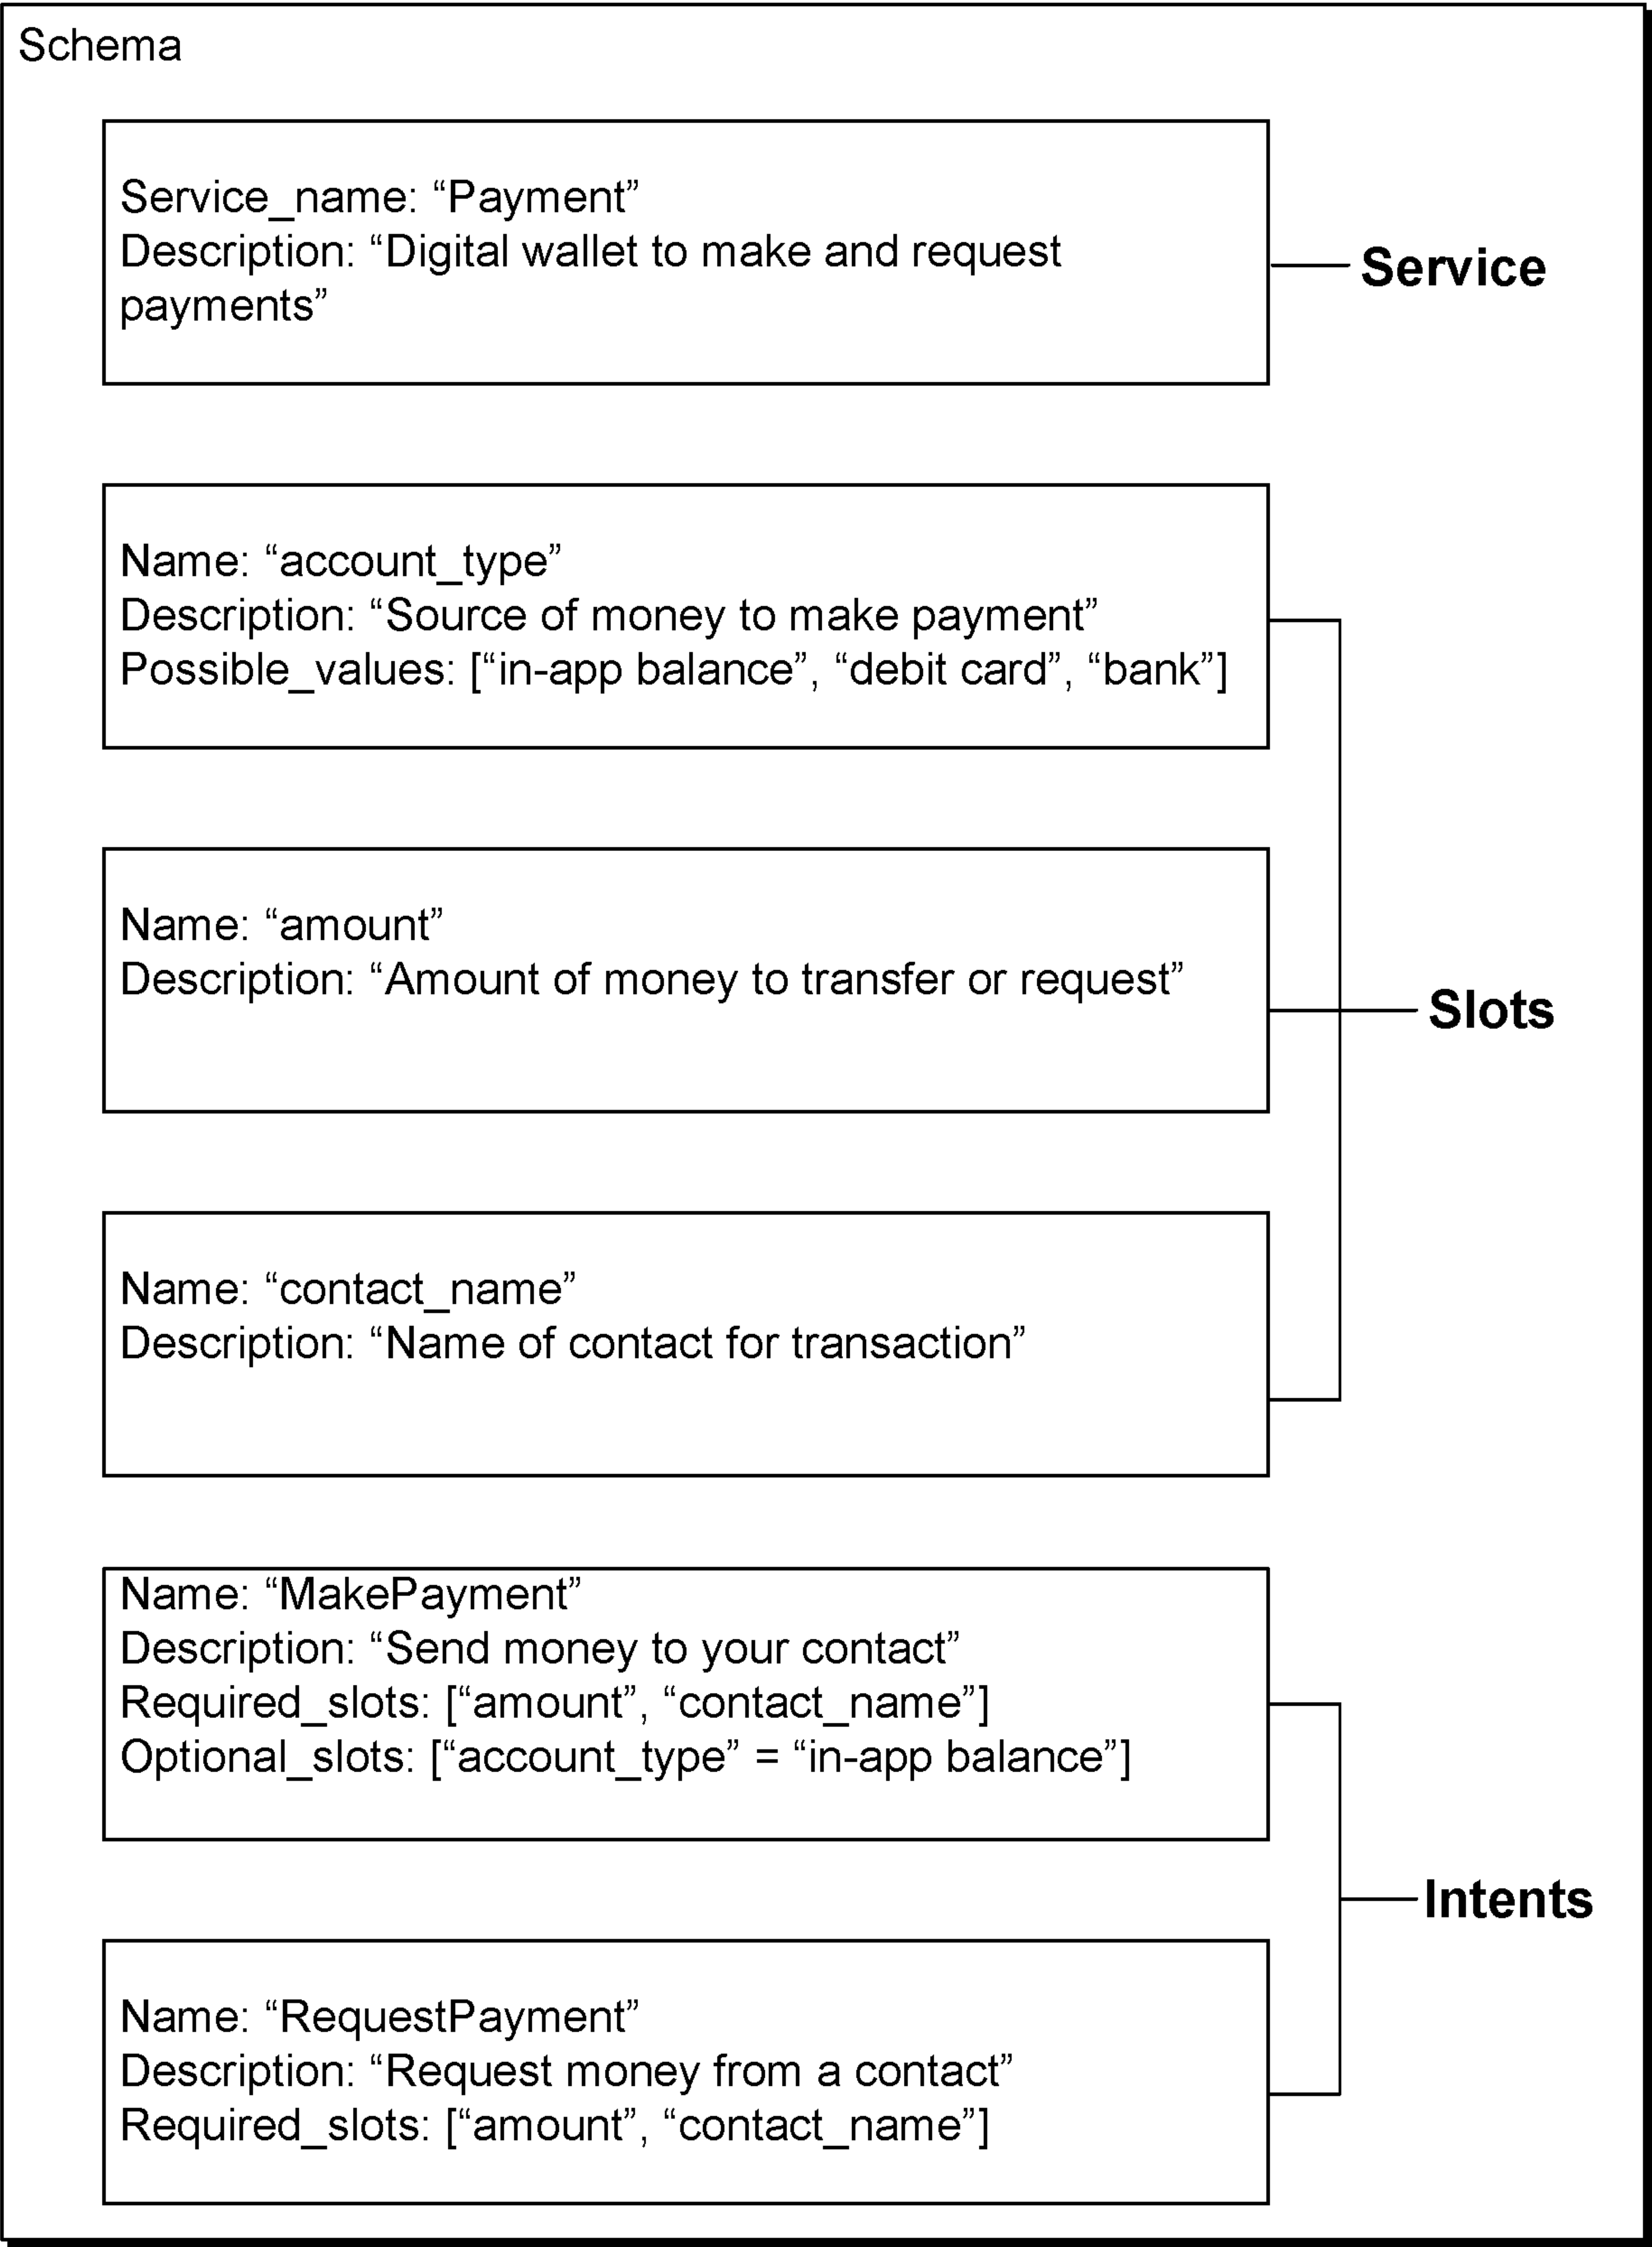 Schema
Service_name: “Payment”
Description: “Digital wallet to make and request
payments”
Service
Name: “account_type”
Description: “Source of money to make payment”
Possible_values: [“in-app balance”, “debit card”, “bank”]
Name: “amount”
Description: “Amount of money to transfer or request”
Slots
Name: “contact_name”
Description: “Name of contact for transaction”
Name: “MakePayment”
Description: “Send money to your contact”
Required_slots: [“amount”, “contact_name”]
Optional_slots: [“account_type” = “in-app balance”]
Intents
Name: “RequestPayment”
Description: “Request money from a contact”
Required_slots: [“amount”, “contact_name”]